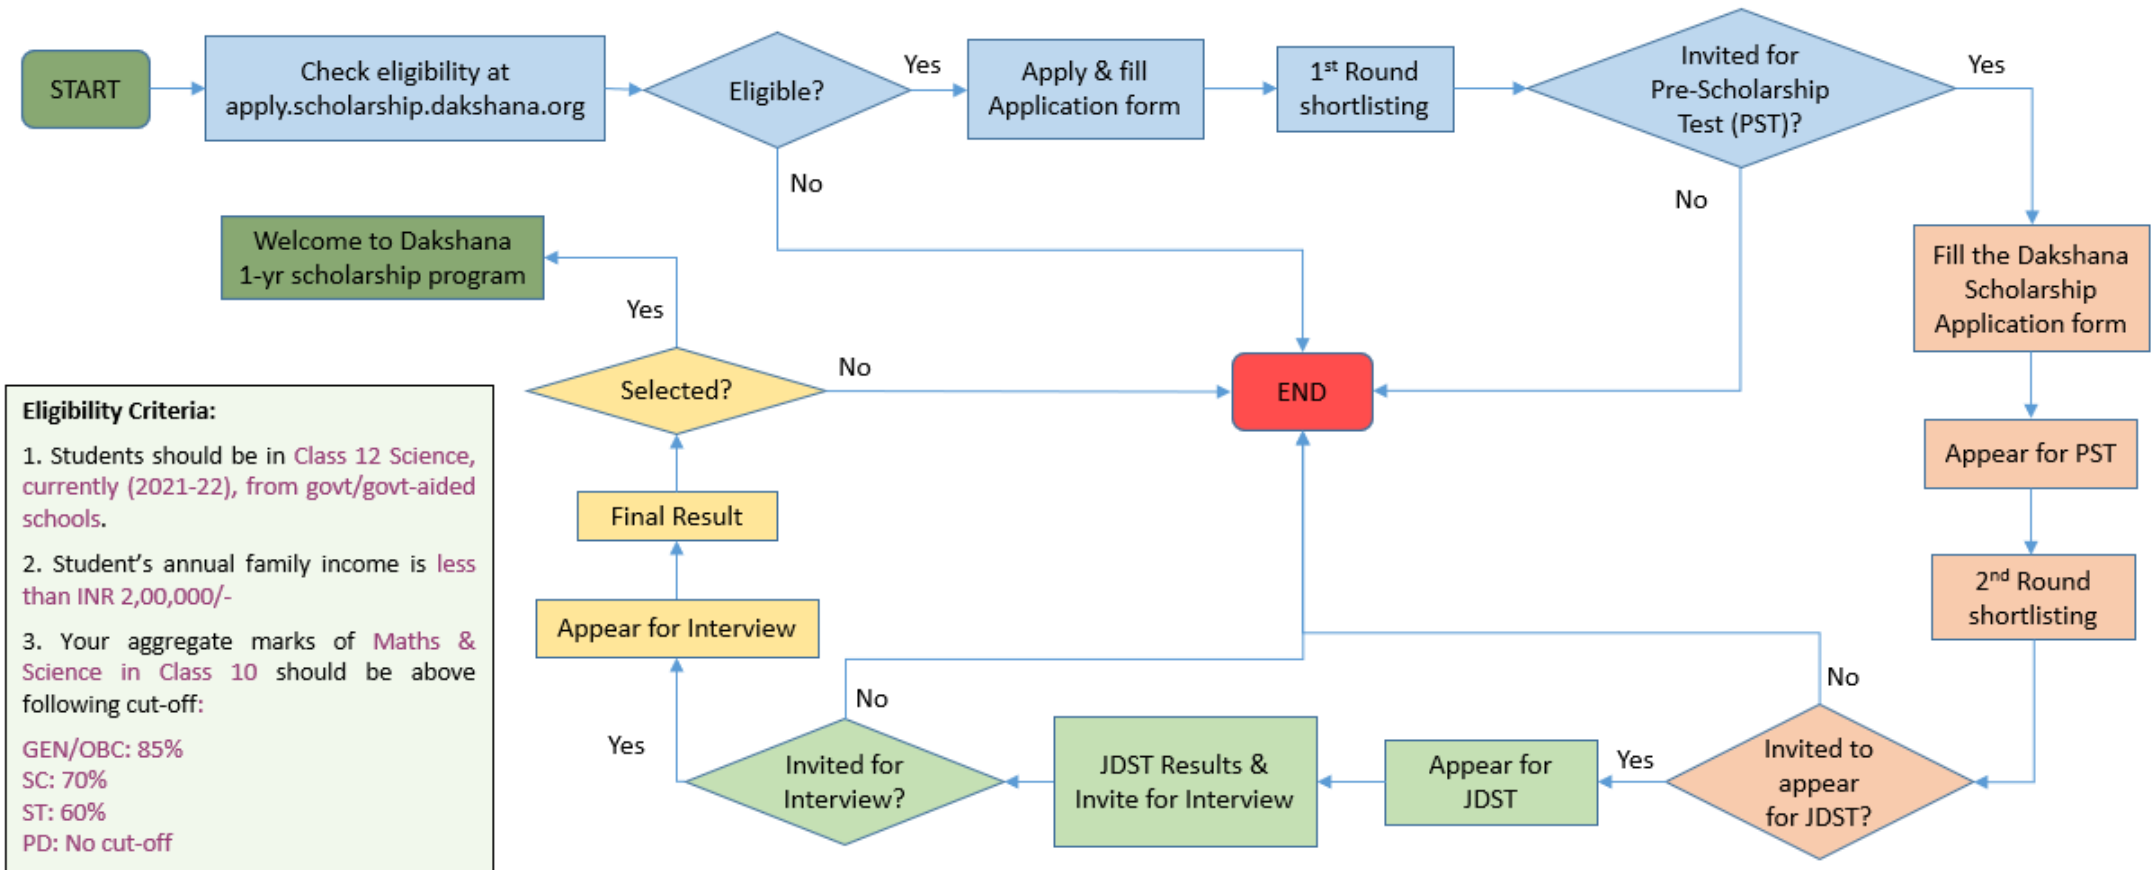 START
Check eligibility at
apply.scholarship.dakshana.org
Eligible?
Yes
No
Apply & fill
Application form
1st Round
shortlisting
Invited for
Pre-Scholarship
Test (PST)?
Yes
No
Fill the Dakshana
Scholarship
Application form
Appear for PST
2nd Round
shortlisting
Invited to
appear
for JDST?
No
Yes
Appear for
JDST
JDST Results &
Invite for Interview
Invited for
Interview?
No
Yes
Appear for Interview
Final Result
Selected?
No
Yes
Welcome to Dakshana
1-yr scholarship program
END
Eligibility Criteria:
1. Students should be in Class 12 Science,
currently (2021-22), from govt/govt-aided
schools.
2. Student’s annual family income is less
than INR 2,00,000/-
3. Your aggregate marks of Maths &
Science in Class 10 should be above
following cut-off:
GEN/OBC: 85%
SC: 70%
ST: 60%
PD: No cut-off